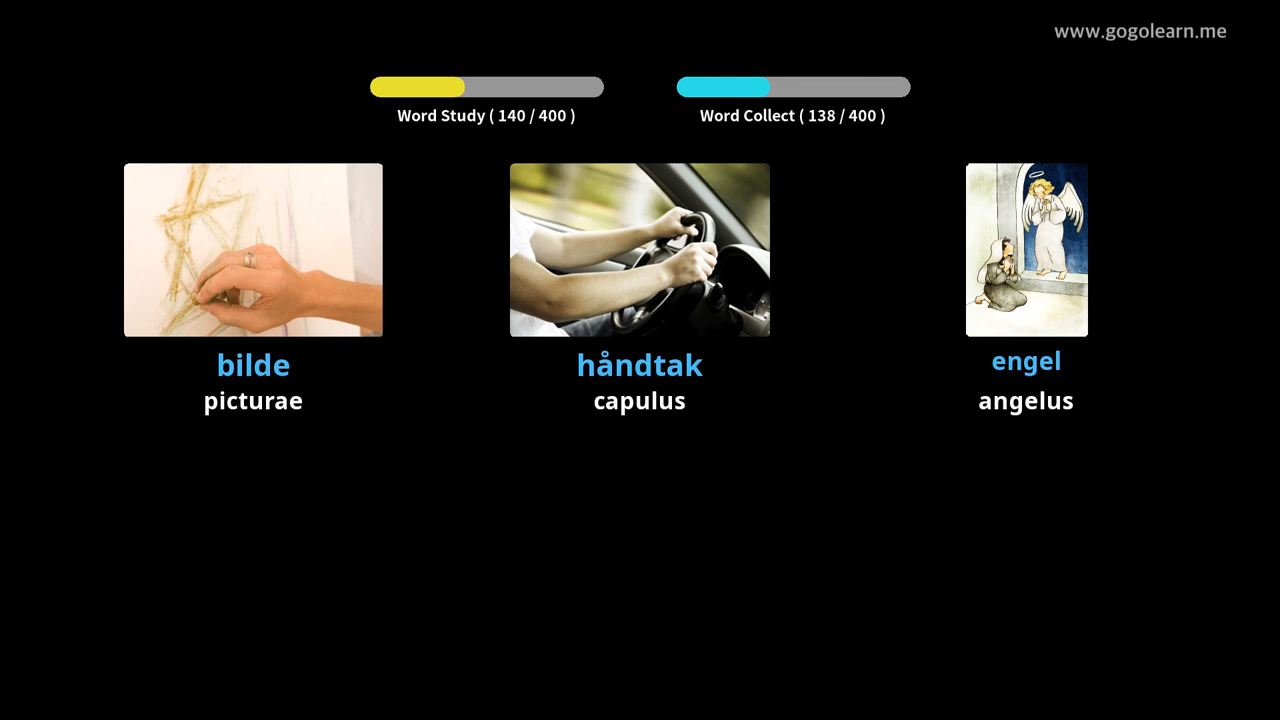 www.gogolearn.me
Word Study ( 140 / 400 )
Word Collect ( 138 / 400 )
bilde
picturae
håndtak
capulus
engel
angelus